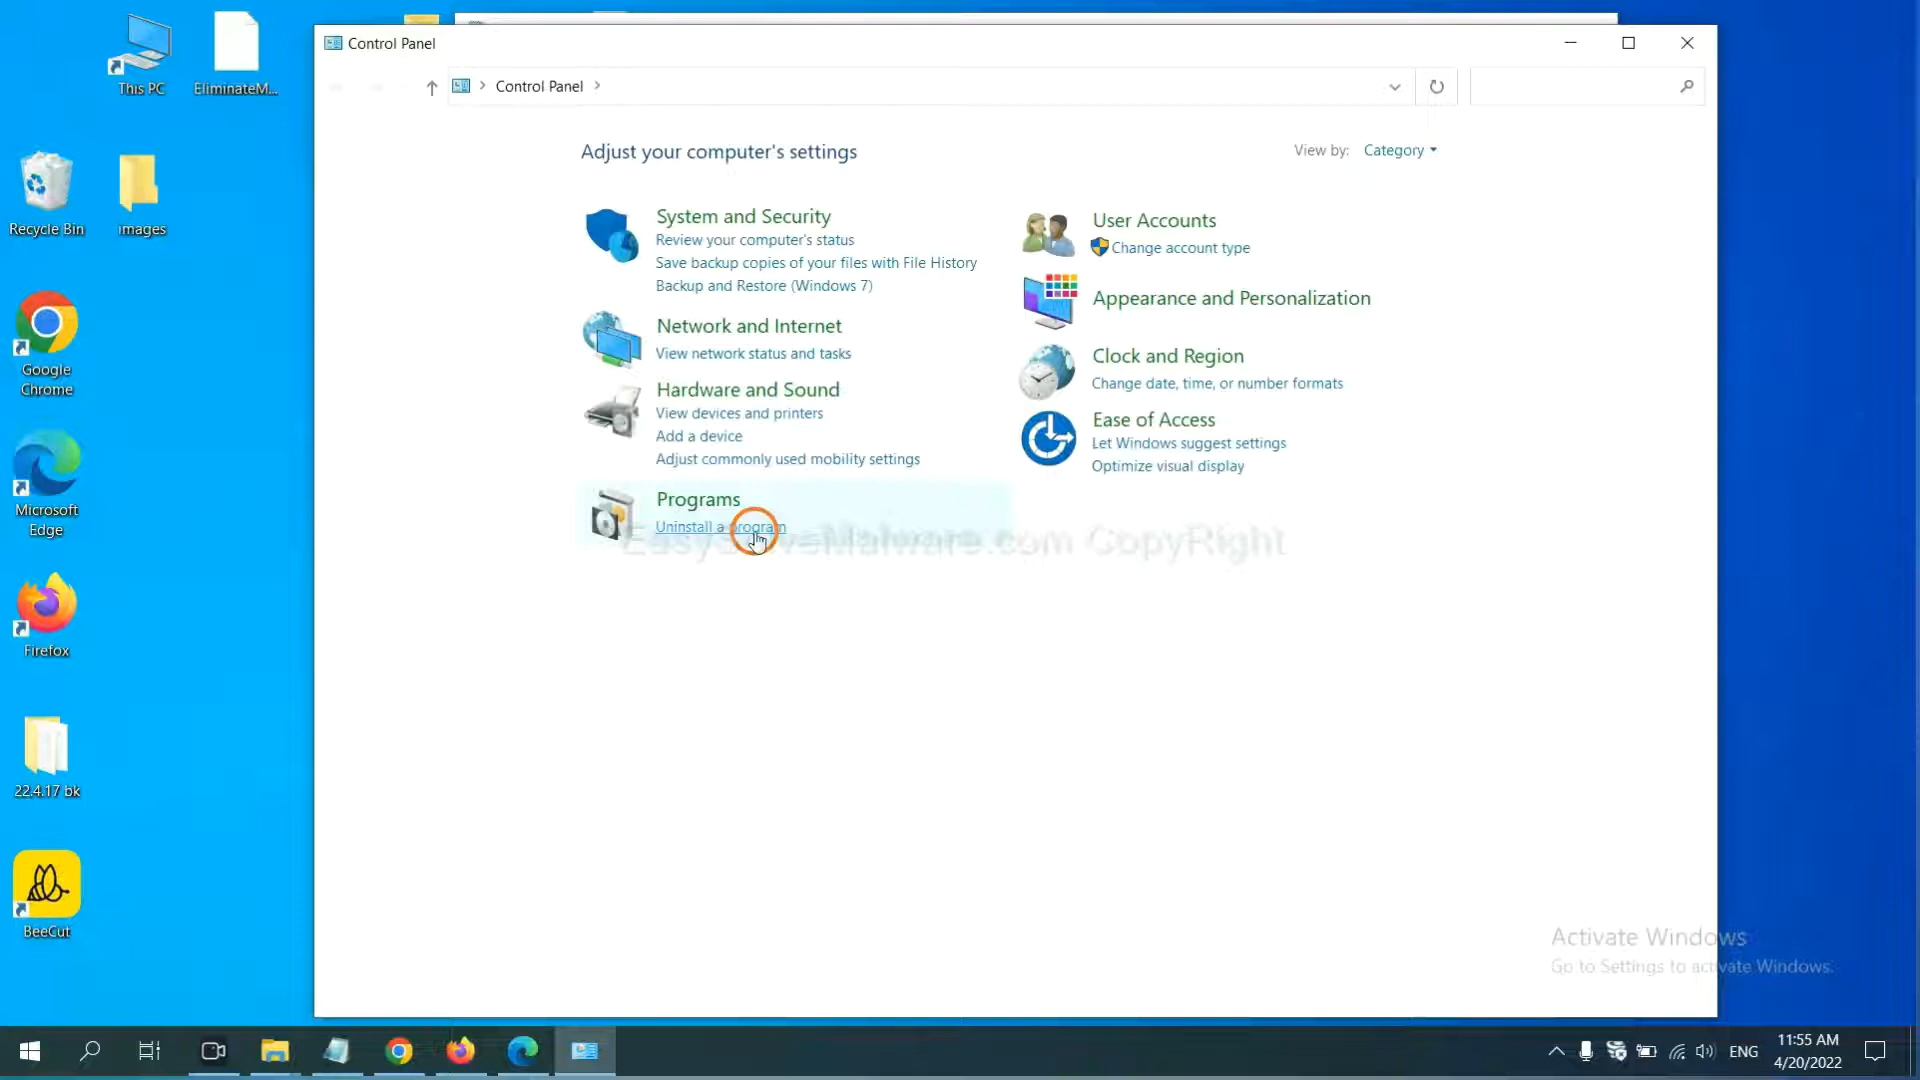 This PC
EliminateM...
Recycle Bin
images
Google
Chrome
Microsoft
Edge
Firefox
22.4.17 bk
BeeCut
Control Panel
Control Panel
Adjust your computer's settings
View by: Category
System and Security
Review your computer's status
Save backup copies of your files with File History
Backup and Restore (Windows 7)
Network and Internet
View network status and tasks
Hardware and Sound
View devices and printers
Add a device
Adjust commonly used mobility settings
Programs
Uninstall a program
User Accounts
Change account type
Appearance and Personalization
Clock and Region
Change date, time, or number formats
Ease of Access
Let Windows suggest settings
Optimize visual display
EasySolveMalware.com CopyRight
Activate Windows
Go to Settings to activate Windows.
ENG
11:55 AM
4/20/2022